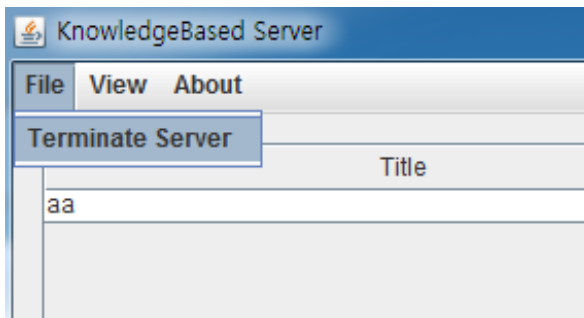 KnowledgeBased Server
File View About
Terminate Server
Title
aa